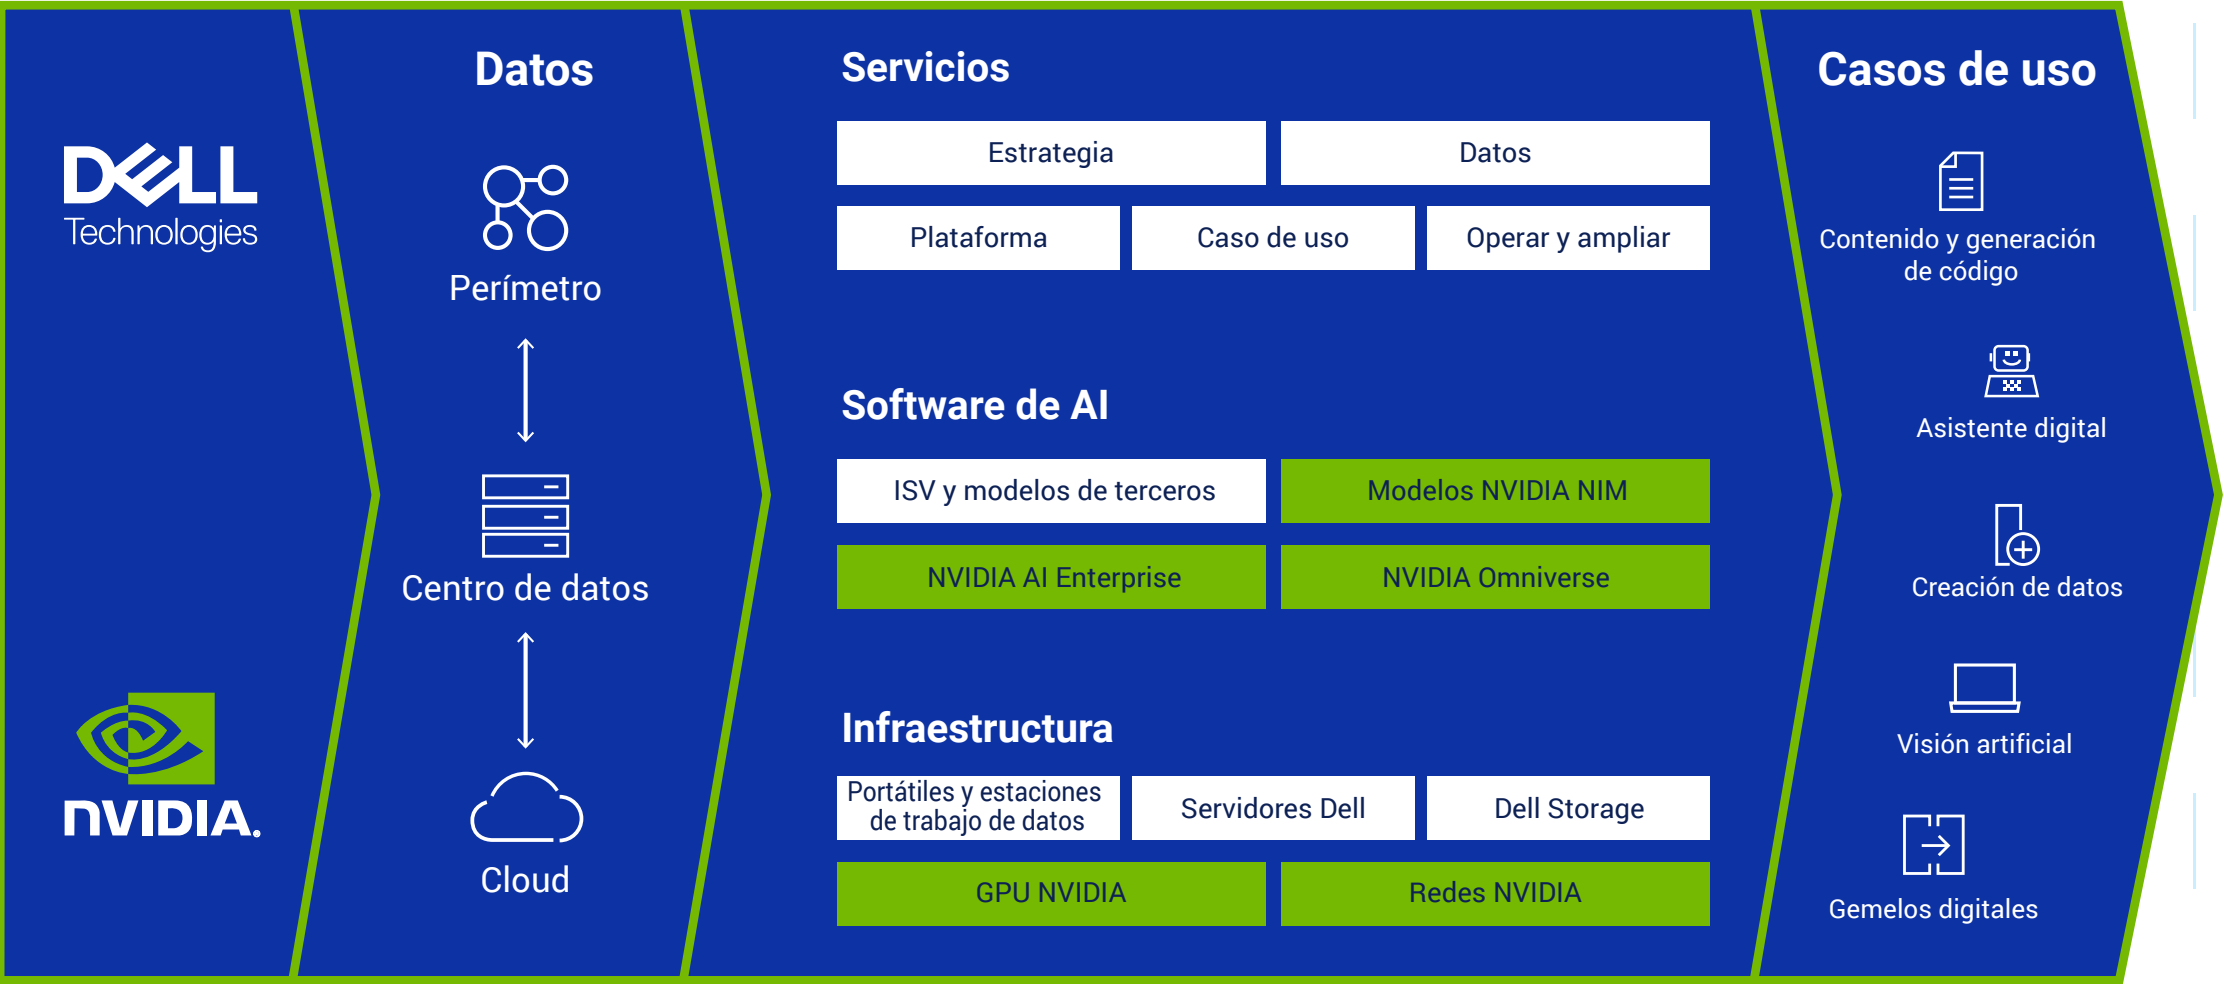 DELL
Technologies
NVIDIA.
Datos
Perímetro
Centro de datos
Cloud
Servicios
Estrategia
Datos
Plataforma
Caso de uso
Operar y ampliar
Software de AI
ISV y modelos de terceros
Modelos NVIDIA NIM
NVIDIA AI Enterprise
NVIDIA Omniverse
Infraestructura
Portátiles y estaciones
de trabajo de datos
Servidores Dell
Dell Storage
GPU NVIDIA
Redes NVIDIA
Casos de uso
Contenido y generación
de código
Asistente digital
Creación de datos
Visión artificial
Gemelos digitales